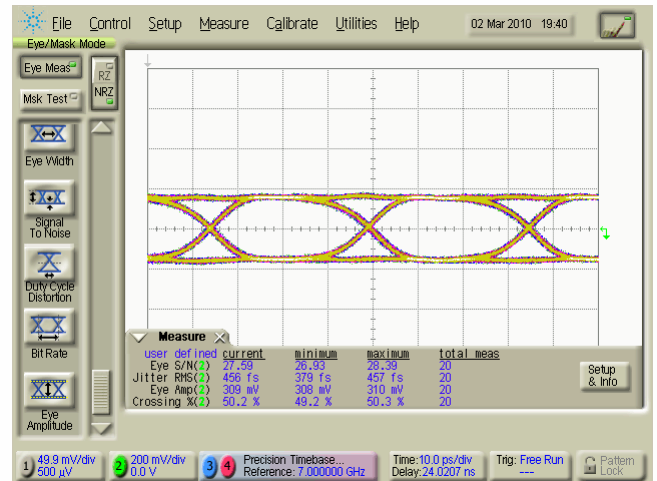 File Control Setup Measure Calibrate Utilities Help 02 Mar 2010 19:40
Eye/Mask Mode
Eye Meas
RZ
NRZ
Msk Test
Eye Width
Signal
To Noise
Duty Cycle
Distortion
Bit Rate
Eye
Amplitude
Measure
user defined current minimum maximum total meas
Eye S/N(2) 27.59 26.93 28.39 20
Jitter RMS(2) 456 fs 379 fs 457 fs 20
Eye Amp(2) 309 mV 308 mV 310 mV 20
Crossing %(2) 50.2 % 49.2 % 50.3 % 20
Setup
& Info
1 49.9 mV/div
500 µV
2 200 mV/div
0.0 V
3 4 Precision Timebase...
Reference: 7.000000 GHz
Time:10.0 ps/div
Delay:24.0207 ns
Trig: Free Run
---
Pattern
Lock